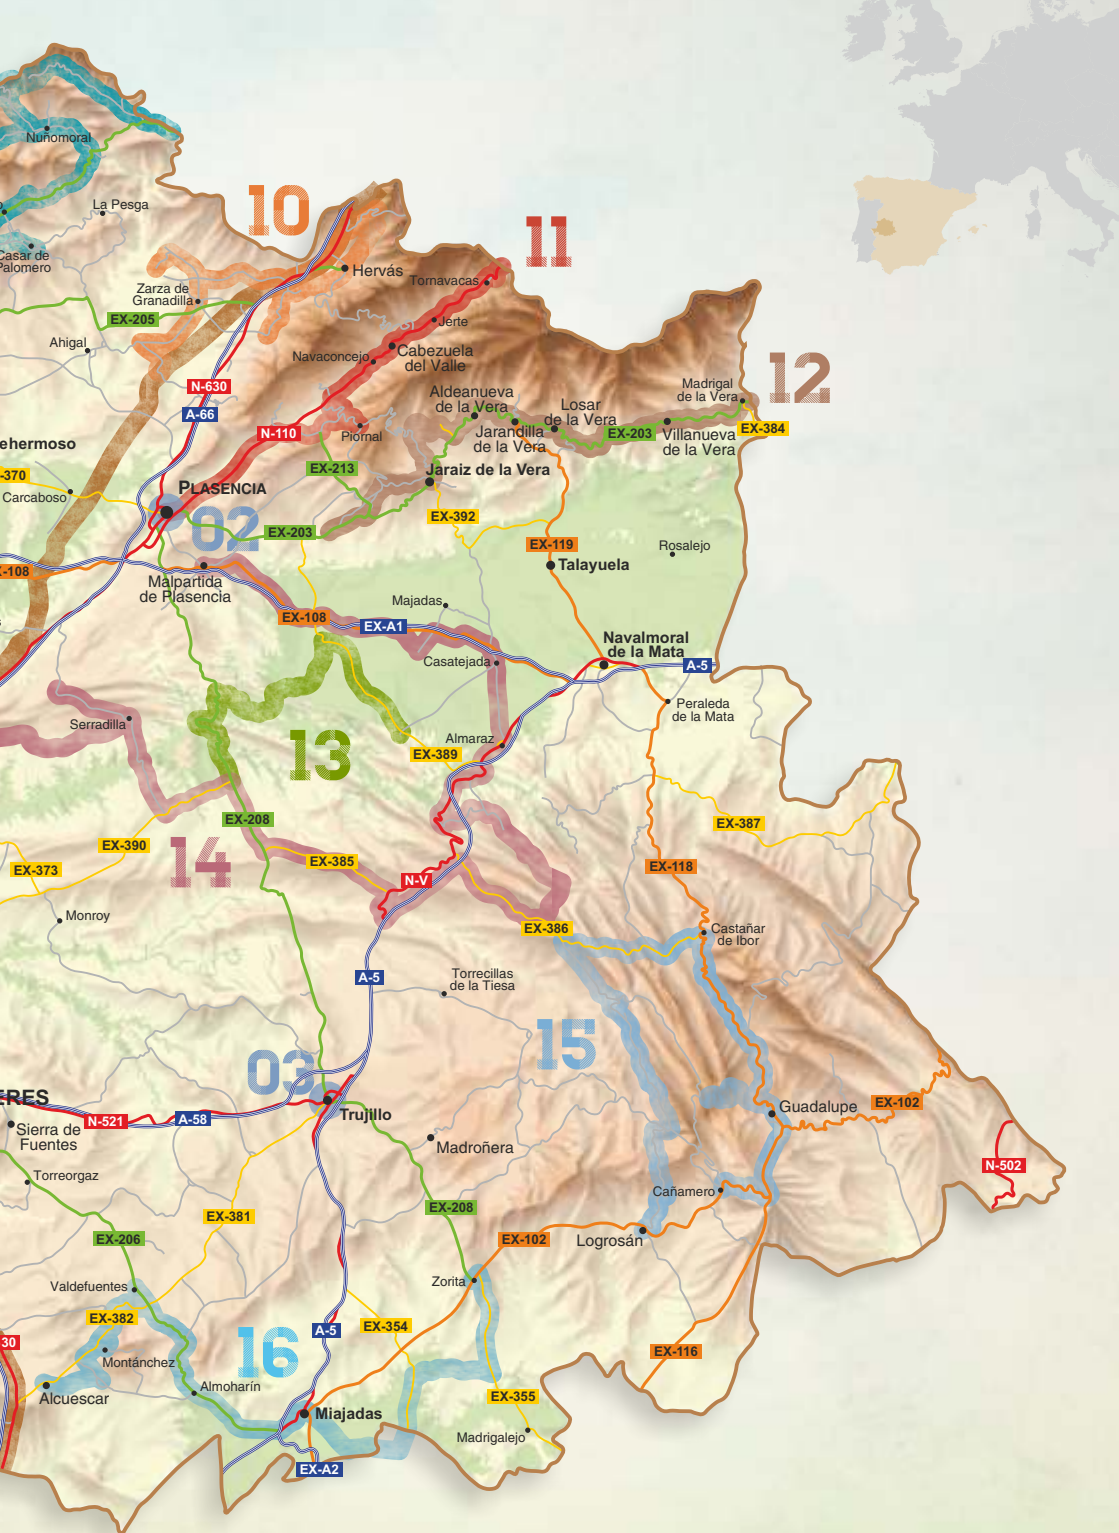 Nuñomoral
La Pesga
10
11
Casar de
Palomero
Hervás
Tornavacas
Zarza de
Granadilla
EX-205
Jerte
Ahigal
Navaconcejo
Cabezuela
del Valle
12
N-630
Madrigal
de la Vera
Aldeanueva
de la Vera
A-66
Losar
de la Vera
EX-384
N-110
Piornal
Jarandilla
de la Vera
EX-203
Villanueva
de la Vera
ehermoso
EX-213
Jaraiz de la Vera
-370
Carcaboso
PLASENCIA
02
EX-392
EX-203
EX-119
Rosalejo
Talayuela
-108
Malpartida
de Plasencia
Majadas
EX-108
EX-A1
Navalmoral
de la Mata
Casatejada
A-5
Peraleda
de la Mata
Serradilla
13
Almaraz
EX-389
EX-208
EX-387
EX-390
14
EX-385
EX-118
EX-373
N-V
Monroy
EX-386
Castañar
de Ibor
A-5
Torrecillas
de la Tiesa
15
03
ERES
N-521
A-58
Trujillo
Guadalupe
EX-102
Sierra de
Fuentes
Madroñera
N-502
Torreorgaz
Cañamero
EX-381
EX-208
EX-206
EX-102
Logrosán
Valdefuentes
Zorita
EX-382
A-5
EX-354
30
16
EX-116
Montánchez
Almoharín
Alcuescar
EX-355
Miajadas
Madrigalejo
EX-A2